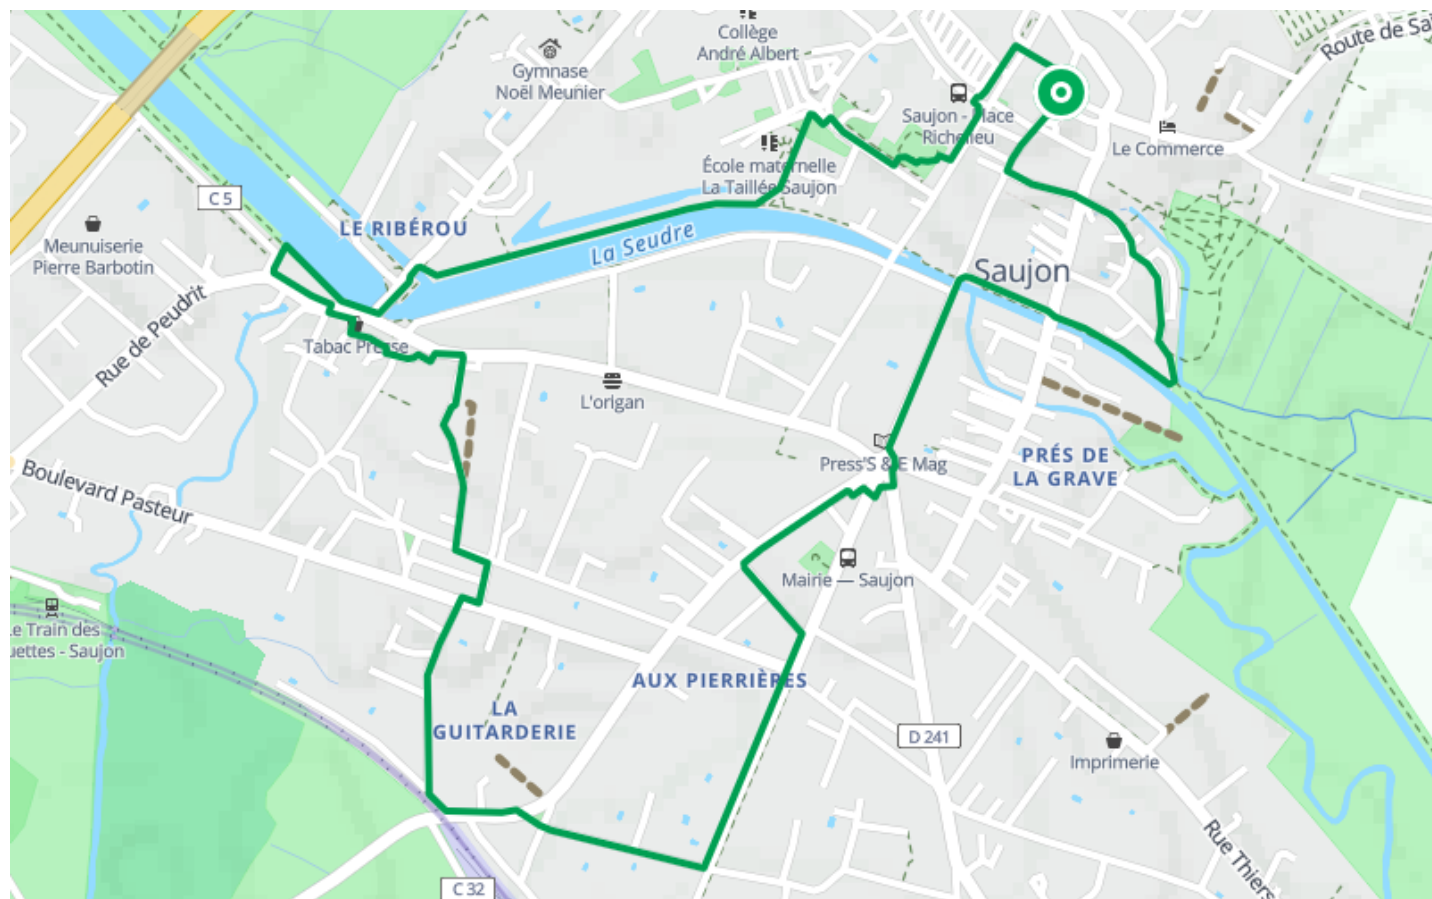 Collège
André Albert
Route de Sa
Gymnase
Noël Meunier
Saujon - Place
Richelieu
Le Commerce
École maternelle
La Taillée Saujon
C 5
LE RIBÉROU
Meunuiserie
Pierre Barbotin
La Seudre
Saujon
Rue de Peudrit
Tabac Presse
L'origan
Press'S & E Mag
PRÉS DE
LA GRAVE
Boulevard Pasteur
Mairie — Saujon
Le Train des
uettes - Saujon
AUX PIERRIÈRES
LA
GUITARDERIE
D 241
Imprimerie
Rue Thiers
C 32